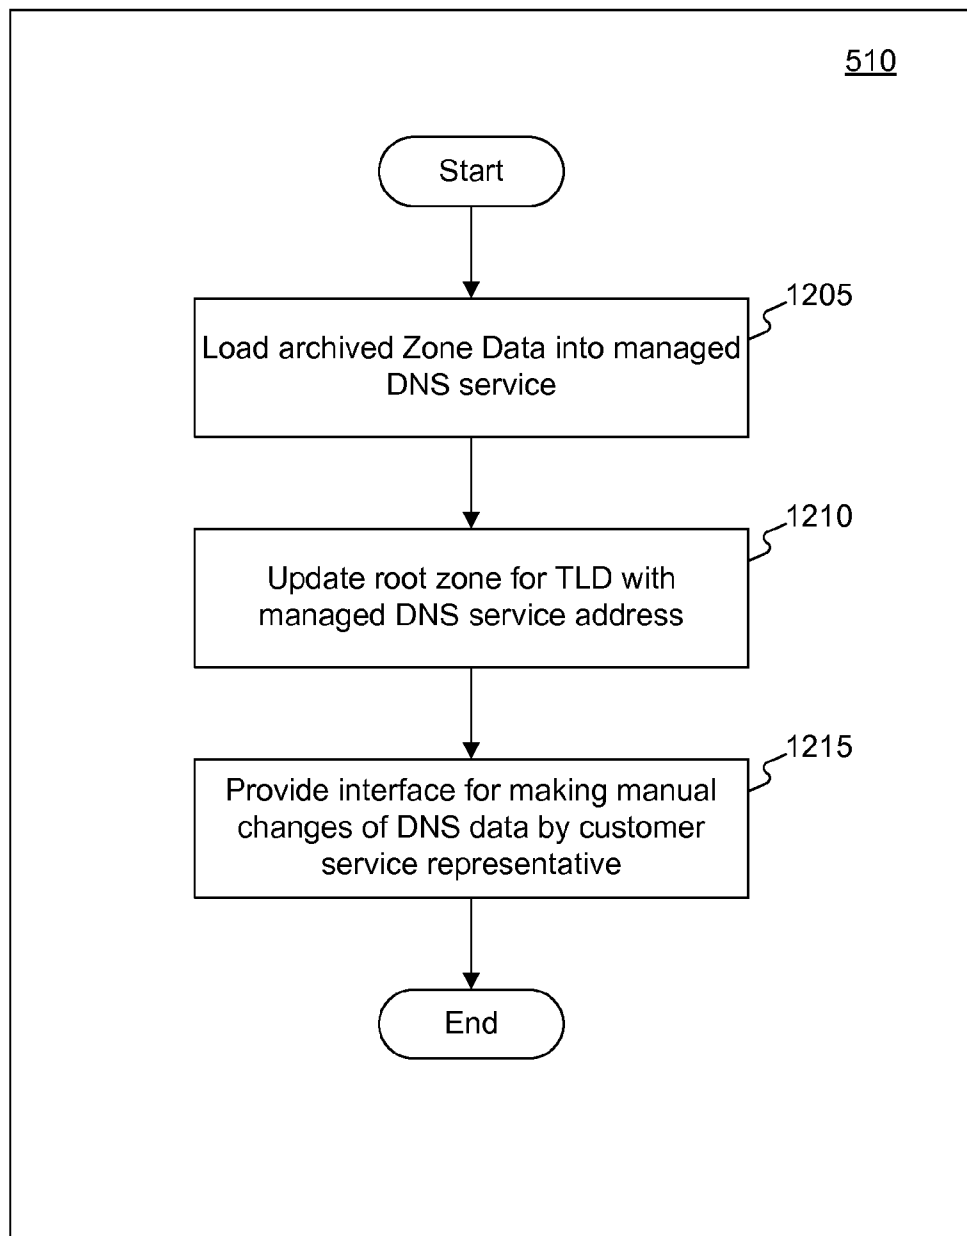 510
Start
1205
Load archived Zone Data into managed
DNS service
1210
Update root zone for TLD with
managed DNS service address
1215
Provide interface for making manual
changes of DNS data by customer
service representative
End